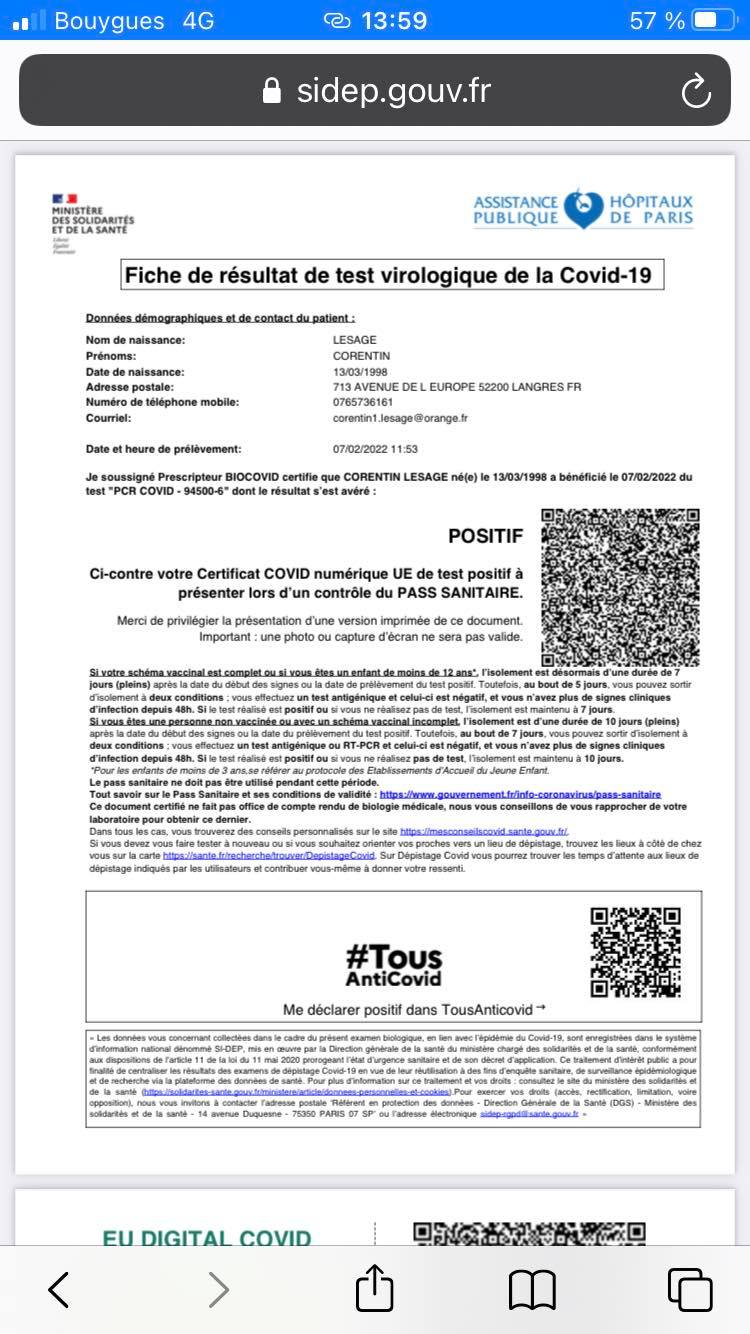 Bouygues 4G 13:59 57 %
sidep.gouv.fr
MINISTÈRE
DES SOLIDARITÉS
ET DE LA SANTÉ
Liberté
Égalité
Fraternité
ASSISTANCE HÔPITAUX
PUBLIQUE DE PARIS
Fiche de résultat de test virologique de la Covid-19
Données démographiques et de contact du patient :
Nom de naissance: LESAGE
Prénoms: CORENTIN
Date de naissance: 13/03/1998
Adresse postale: 713 AVENUE DE L EUROPE 52200 LANGRES FR
Numéro de téléphone mobile: 0765736161
Courriel: corentin1.lesage@orange.fr
Date et heure de prélèvement: 07/02/2022 11:53
Je soussigné Prescripteur BIOCOVID certifie que CORENTIN LESAGE né(e) le 13/03/1998 a bénéficié le 07/02/2022 du
test "PCR COVID - 94500-6" dont le résultat s'est avéré :
POSITIF
Ci-contre votre Certificat COVID numérique UE de test positif à
présenter lors d'un contrôle du PASS SANITAIRE.
Merci de privilégier la présentation d'une version imprimée de ce document.
Important : une photo ou capture d'écran ne sera pas valide.
Si votre schéma vaccinal est complet ou si vous êtes un enfant de moins de 12 ans*, l'isolement est désormais d'une durée de 7
jours (pleins) après la date du début des signes ou la date de prélèvement du test positif. Toutefois, au bout de 5 jours, vous pouvez sortir
d'isolement à deux conditions ; vous effectuez un test antigénique et celui-ci est négatif, et vous n'avez plus de signes cliniques
d'infection depuis 48h. Si le test réalisé est positif ou si vous ne réalisez pas de test, l'isolement est maintenu à 7 jours.
Si vous êtes une personne non vaccinée ou avec un schéma vaccinal incomplet, l'isolement est d'une durée de 10 jours (pleins)
après la date du début des signes ou la date du prélèvement du test positif. Toutefois, au bout de 7 jours, vous pouvez sortir d'isolement à
deux conditions ; vous effectuez un test antigénique ou RT-PCR et celui-ci est négatif, et vous n'avez plus de signes cliniques
d'infection depuis 48h. Si le test réalisé est positif ou si vous ne réalisez pas de test, l'isolement est maintenu à 10 jours.
*Pour les enfants de moins de 3 ans,se référer au protocole des Etablissements d'Accueil du Jeune Enfant.
Le pass sanitaire ne doit pas être utilisé pendant cette période.
Tout savoir sur le Pass Sanitaire et ses conditions de validité : https://www.gouvernement.fr/info-coronavirus/pass-sanitaire
Ce document certifié ne fait pas office de compte rendu de biologie médicale, nous vous conseillons de vous rapprocher de votre
laboratoire pour obtenir ce dernier.
Dans tous les cas, vous trouverez des conseils personnalisés sur le site https://mesconseilscovid.sante.gouv.fr/.
Si vous devez vous faire tester à nouveau ou si vous souhaitez orienter vos proches vers un lieu de dépistage, trouvez les lieux à côté de chez
vous sur la carte https://sante.fr/recherche/trouver/DepistageCovid. Sur Dépistage Covid vous pourrez trouver les temps d'attente aux lieux de
dépistage indiqués par les utilisateurs et contribuer vous-même à donner votre ressenti.
#Tous
AntiCovid
Me déclarer positif dans TousAnticovid →
« Les données vous concernant collectées dans le cadre du présent examen biologique, en lien avec l'épidémie du Covid-19, sont enregistrées dans le système
d'information national dénommé SI-DEP, mis en œuvre par la Direction générale de la santé du ministère chargé des solidarités et de la santé, conformément
aux dispositions de l'article 11 de la loi du 11 mai 2020 prorogeant l'état d'urgence sanitaire et de son décret d'application. Ce traitement d'intérêt public a pour
finalité de centraliser les résultats des examens de dépistage Covid-19 en vue de leur réutilisation à des fins d'enquête sanitaire, de surveillance épidémiologique
et de recherche via la plateforme des données de santé. Pour plus d'information sur ce traitement et vos droits : consultez le site du ministère des solidarités et
de la santé (https://solidarites-sante.gouv.fr/ministere/article/donnees-personnelles-et-cookies).Pour exercer vos droits (accès, rectification, limitation, voire
opposition), nous vous invitons à contacter l'adresse postale 'Référent en protection des données - Direction Générale de la Santé (DGS) - Ministère des
solidarités et de la santé - 14 avenue Duquesne - 75350 PARIS 07 SP' ou l'adresse électronique sidep-rgpd@sante.gouv.fr »
EU DIGITAL COVID